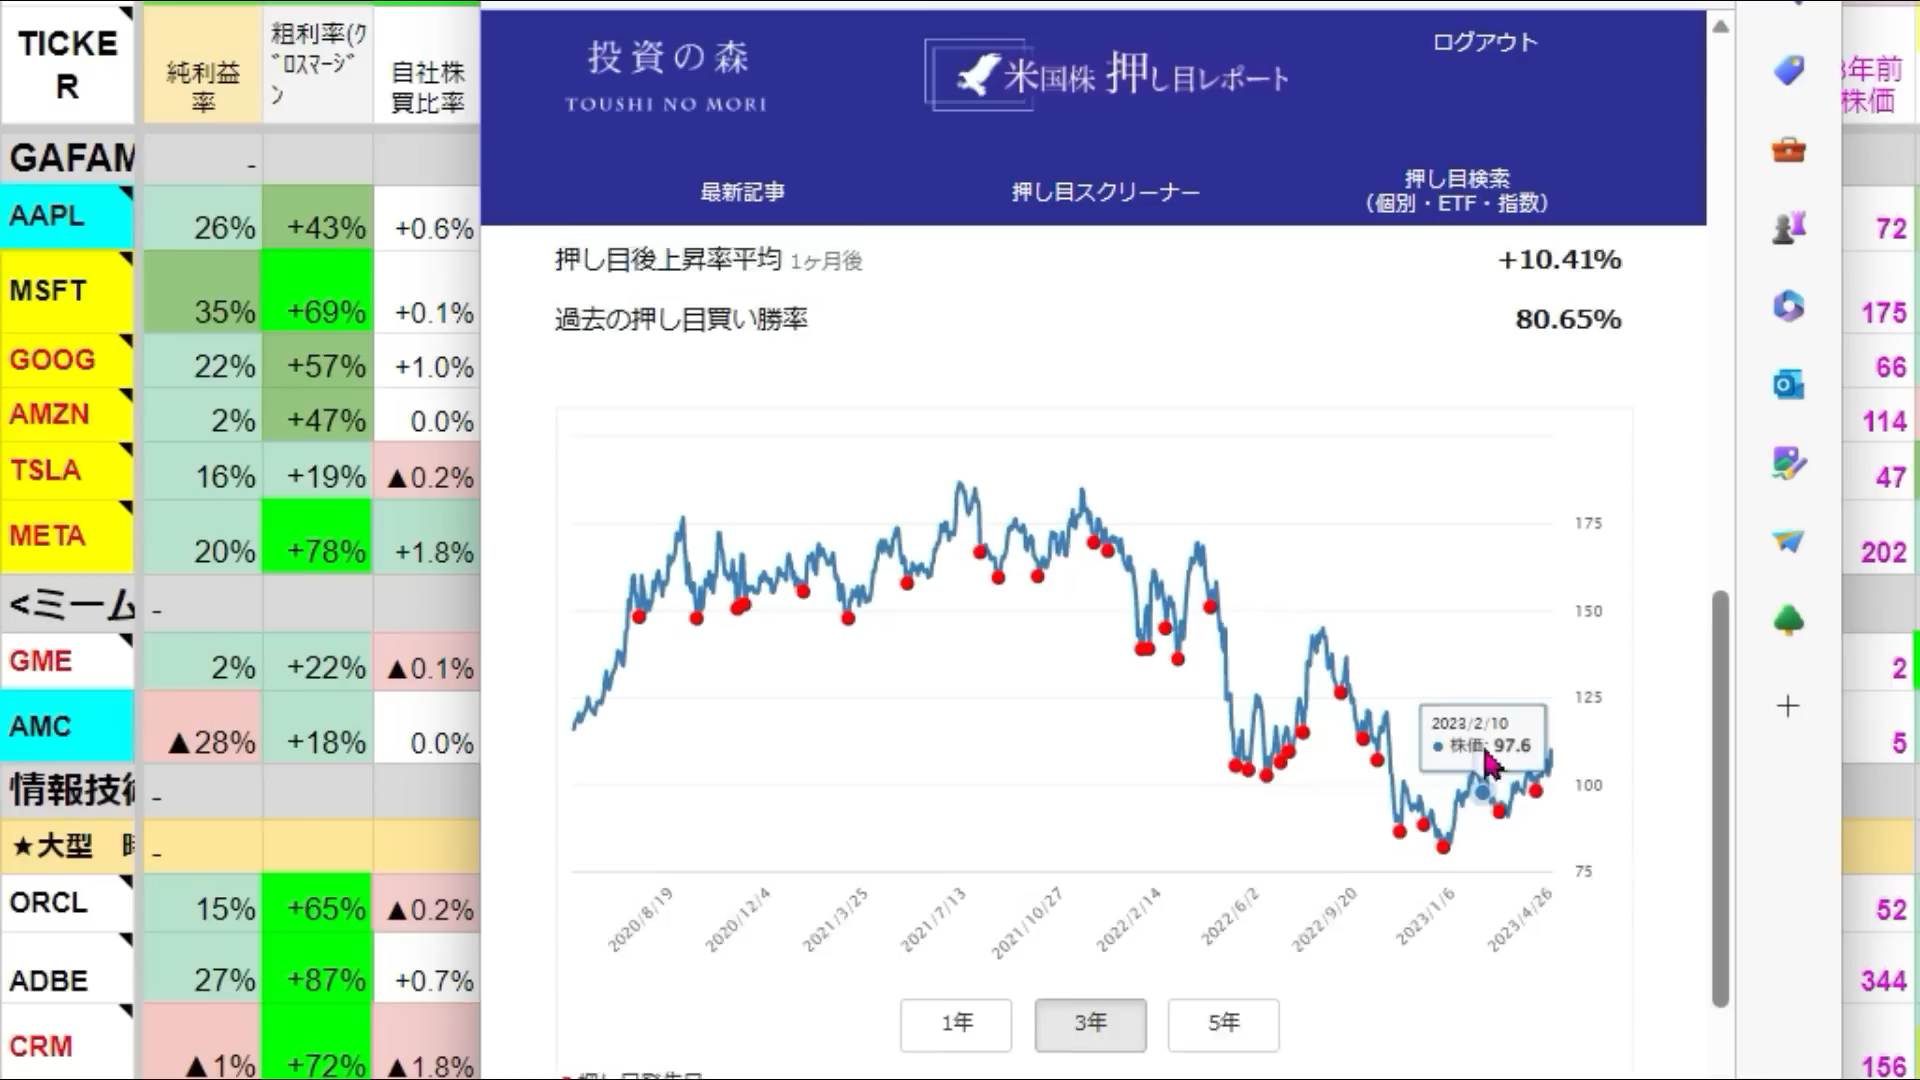 TICKE
R
純利益
率
粗利率(ｸ
ﾞﾛｽﾏｰｼﾞ
ﾝ
自社株
買比率
GAFAM
-
AAPL 26% +43% +0.6%
MSFT 35% +69% +0.1%
GOOG 22% +57% +1.0%
AMZN 2% +47% 0.0%
TSLA 16% +19% ▲0.2%
META 20% +78% +1.8%
<ミーム -
GME 2% +22% ▲0.1%
AMC ▲28% +18% 0.0%
情報技術 -
★大型 -
ORCL 15% +65% ▲0.2%
ADBE 27% +87% +0.7%
CRM ▲1% +72% ▲1.8%
投資の森
TOUSHI NO MORI
米国株 押し目レポート
ログアウト
最新記事
押し目スクリーナー
押し目検索
（個別・ETF・指数）
押し目後上昇率平均 1ヶ月後 +10.41%
過去の押し目買い勝率 80.65%
175
150
125
100
75
2023/2/10
株価: 97.6
2020/8/19
2020/12/4
2021/3/25
2021/7/13
2021/10/27
2022/2/14
2022/6/2
2022/9/20
2023/1/6
2023/4/26
1年
3年
5年
年前
株価
72
175
66
114
47
202
2
5
52
344
156